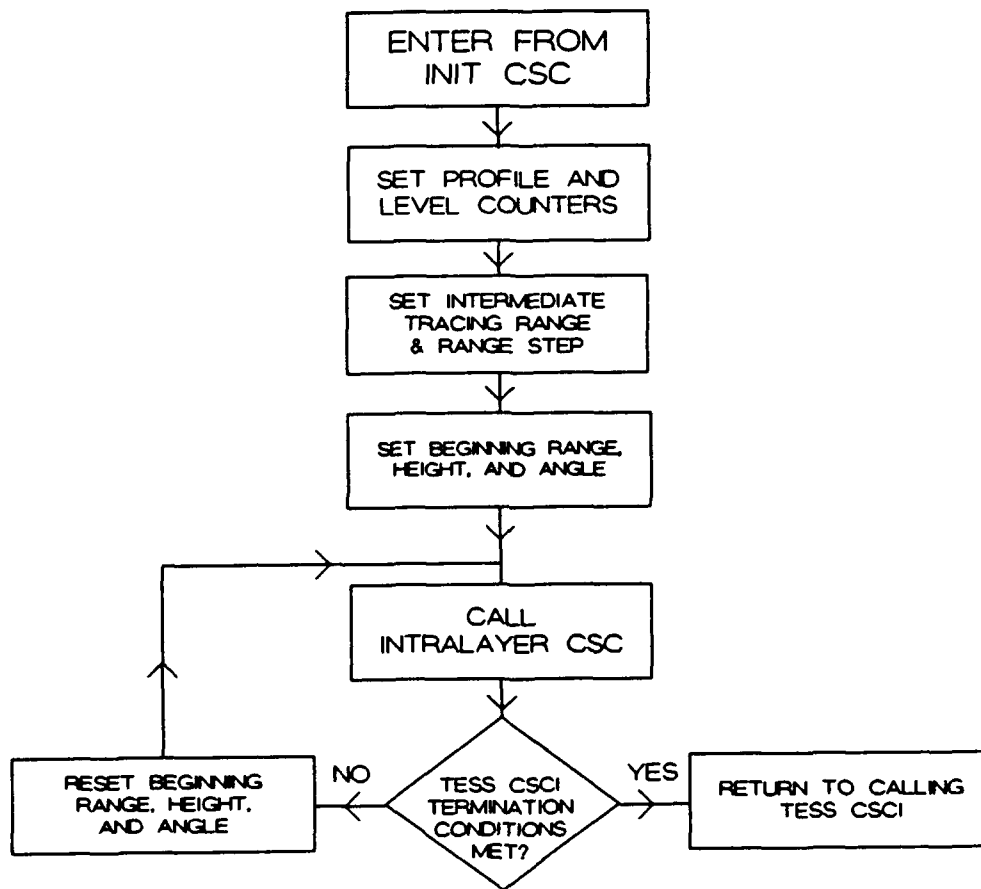 ENTER FROM
INIT CSC
SET PROFILE AND
LEVEL COUNTERS
SET INTERMEDIATE
TRACING RANGE
& RANGE STEP
SET BEGINNING RANGE,
HEIGHT, AND ANGLE
CALL
INTRALAYER CSC
RESET BEGINNING
RANGE, HEIGHT,
AND ANGLE
NO
TESS CSCI
TERMINATION
CONDITIONS
MET?
YES
RETURN TO CALLING
TESS CSCI